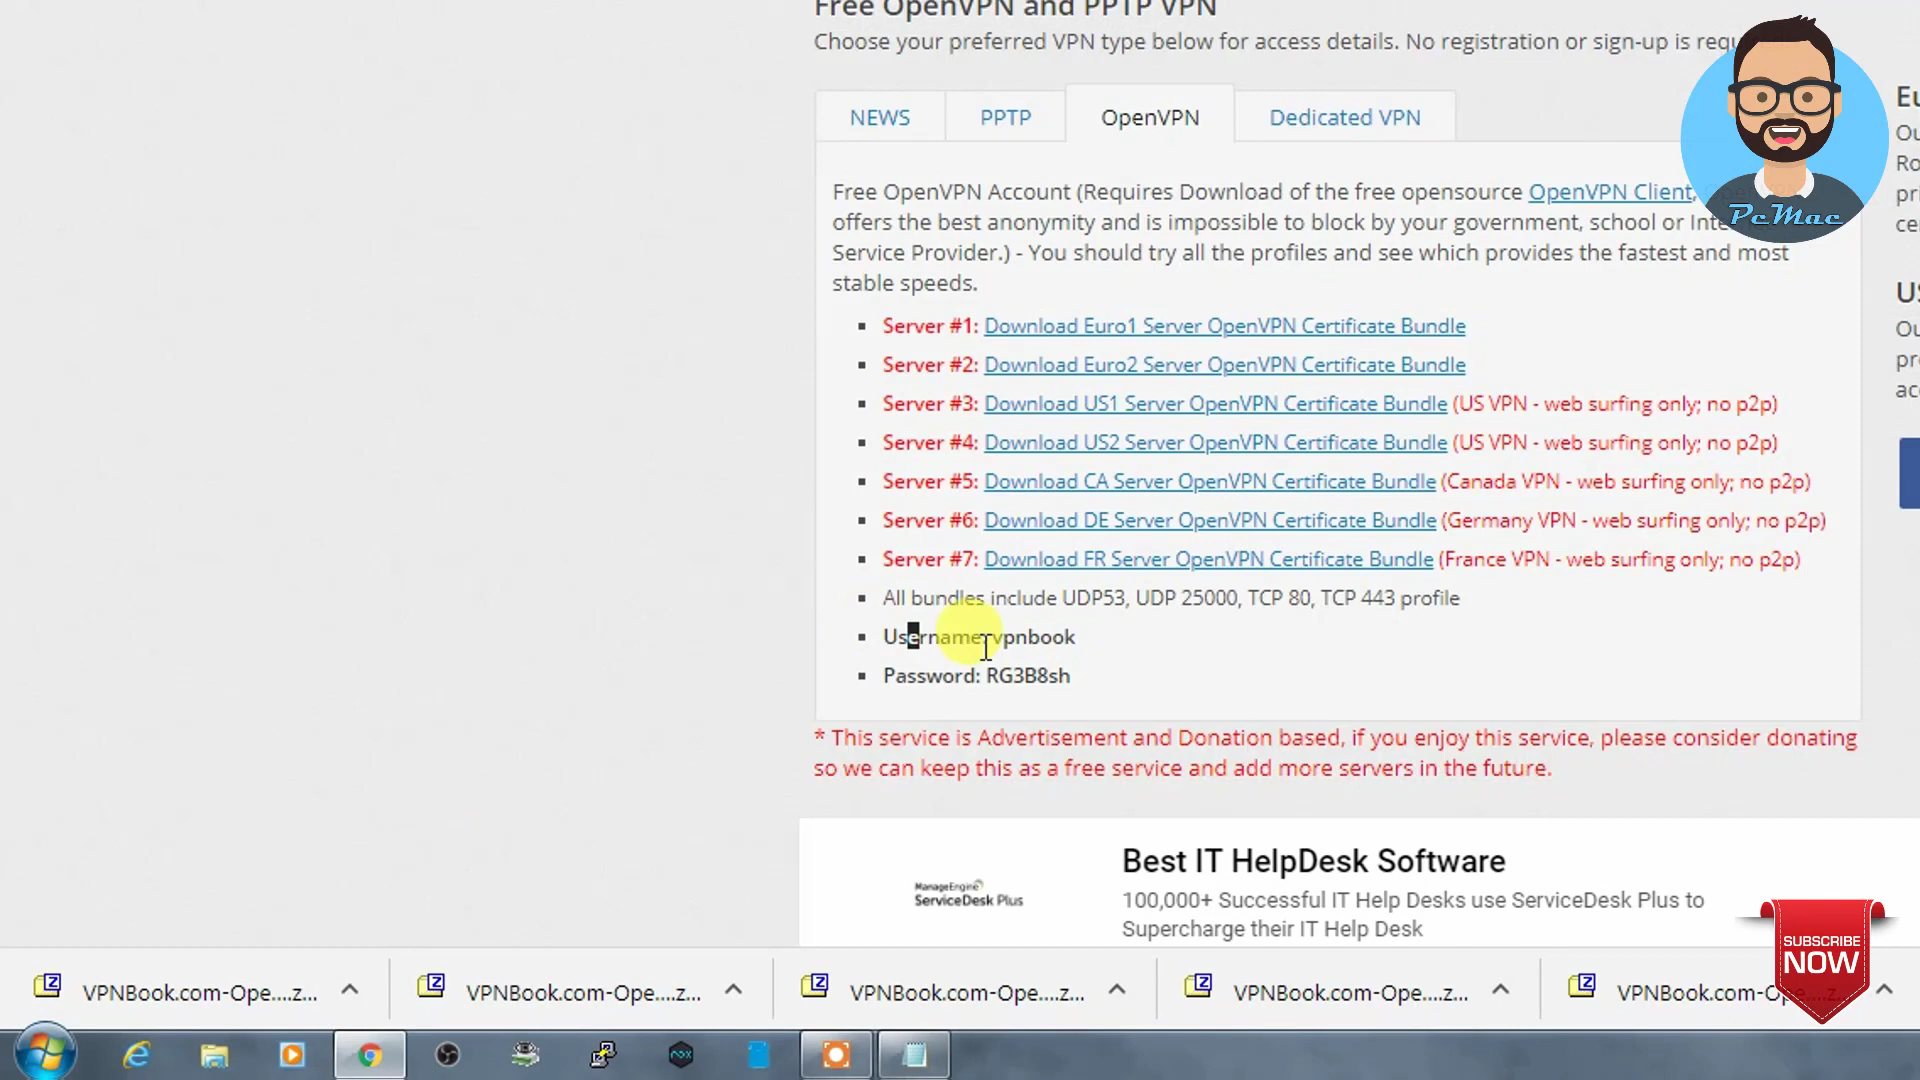 Free OpenVPN and PPTP VPN
Choose your preferred VPN type below for access details. No registration or sign-up is requ
NEWS
PPTP
OpenVPN
Dedicated VPN
Free OpenVPN Account (Requires Download of the free opensource OpenVPN Client,
offers the best anonymity and is impossible to block by your government, school or Inte
Service Provider.) - You should try all the profiles and see which provides the fastest and most
stable speeds.
Server #1: Download Euro1 Server OpenVPN Certificate Bundle
Server #2: Download Euro2 Server OpenVPN Certificate Bundle
Server #3: Download US1 Server OpenVPN Certificate Bundle (US VPN - web surfing only; no p2p)
Server #4: Download US2 Server OpenVPN Certificate Bundle (US VPN - web surfing only; no p2p)
Server #5: Download CA Server OpenVPN Certificate Bundle (Canada VPN - web surfing only; no p2p)
Server #6: Download DE Server OpenVPN Certificate Bundle (Germany VPN - web surfing only; no p2p)
Server #7: Download FR Server OpenVPN Certificate Bundle (France VPN - web surfing only; no p2p)
All bundles include UDP53, UDP 25000, TCP 80, TCP 443 profile
Username: vpnbook
Password: RG3B8sh
* This service is Advertisement and Donation based, if you enjoy this service, please consider donating
so we can keep this as a free service and add more servers in the future.
PcMac
Eu
Ou
Ro
pri
ce
US
Ou
pr
acc
ManageEngine
ServiceDesk Plus
Best IT HelpDesk Software
100,000+ Successful IT Help Desks use ServiceDesk Plus to
Supercharge their IT Help Desk
SUBSCRIBE
NOW
VPNBook.com-Ope....z...
VPNBook.com-Ope....z...
VPNBook.com-Ope....z...
VPNBook.com-Ope....z...
VPNBook.com-Ope....z...